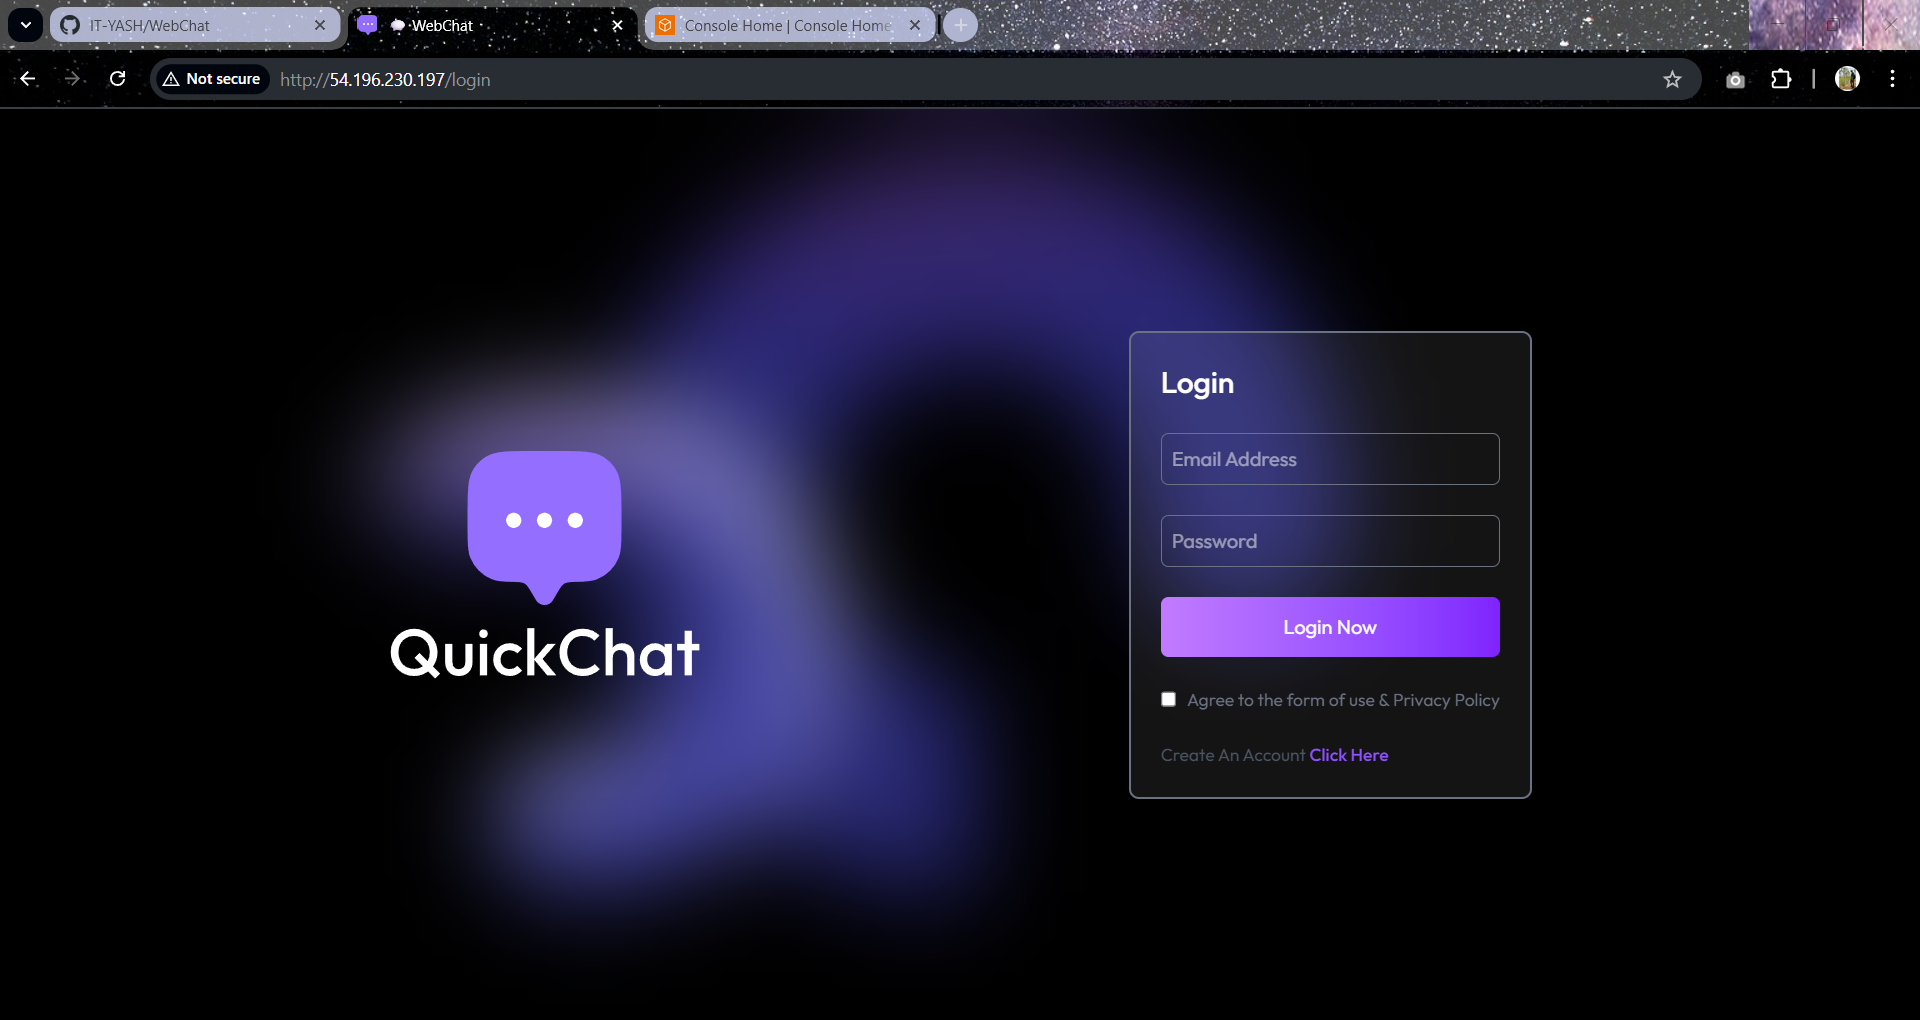 IT-YASH/WebChat
WebChat
Console Home | Console Home
Not secure
http://54.196.230.197/login
Login
Email Address
Password
Login Now
Agree to the form of use & Privacy Policy
Create An Account Click Here
QuickChat